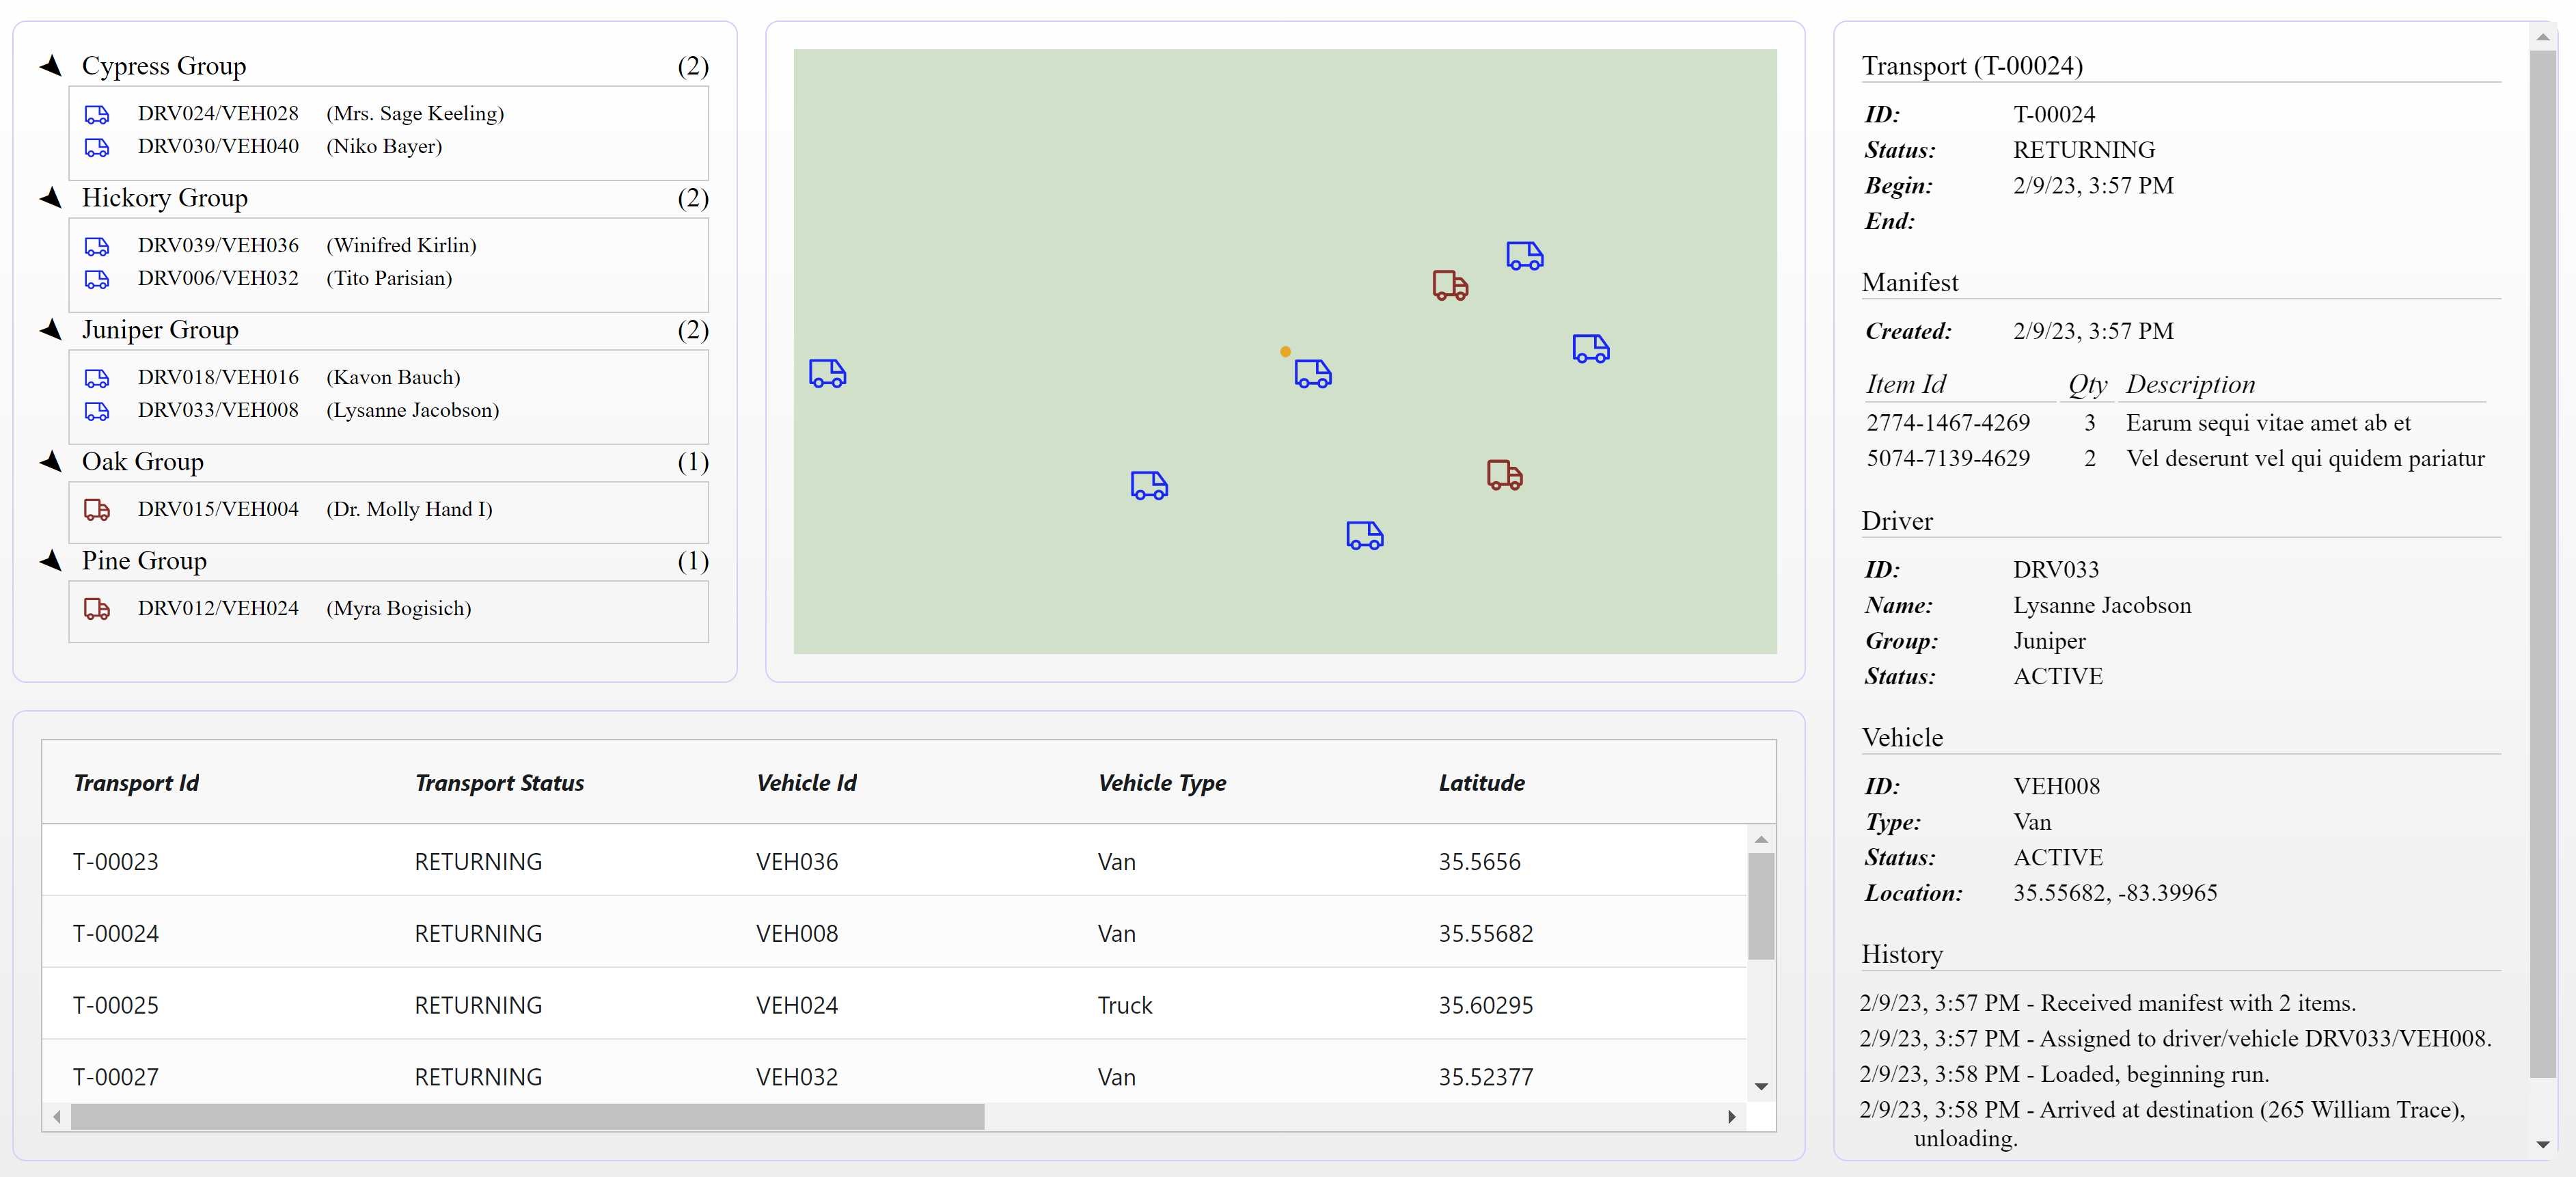 Cypress Group (2)
DRV024/VEH028 (Mrs. Sage Keeling)
DRV030/VEH040 (Niko Bayer)
Hickory Group (2)
DRV039/VEH036 (Winifred Kirlin)
DRV006/VEH032 (Tito Parisian)
Juniper Group (2)
DRV018/VEH016 (Kavon Bauch)
DRV033/VEH008 (Lysanne Jacobson)
Oak Group (1)
DRV015/VEH004 (Dr. Molly Hand I)
Pine Group (1)
DRV012/VEH024 (Myra Bogisich)
Transport Id Transport Status Vehicle Id Vehicle Type Latitude
T-00023 RETURNING VEH036 Van 35.5656
T-00024 RETURNING VEH008 Van 35.55682
T-00025 RETURNING VEH024 Truck 35.60295
T-00027 RETURNING VEH032 Van 35.52377
Transport (T-00024)
ID: T-00024
Status: RETURNING
Begin: 2/9/23, 3:57 PM
End:
Manifest
Created: 2/9/23, 3:57 PM
Item Id Qty Description
2774-1467-4269 3 Earum sequi vitae amet ab et
5074-7139-4629 2 Vel deserunt vel qui quidem pariatur
Driver
ID: DRV033
Name: Lysanne Jacobson
Group: Juniper
Status: ACTIVE
Vehicle
ID: VEH008
Type: Van
Status: ACTIVE
Location: 35.55682, -83.39965
History
2/9/23, 3:57 PM - Received manifest with 2 items.
2/9/23, 3:57 PM - Assigned to driver/vehicle DRV033/VEH008.
2/9/23, 3:58 PM - Loaded, beginning run.
2/9/23, 3:58 PM - Arrived at destination (265 William Trace),
unloading.